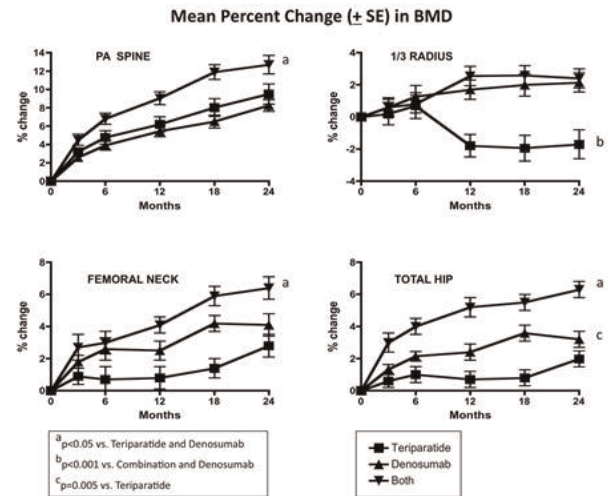 Mean Percent Change (± SE) in BMD
PA SPINE
14
12
10
8
6
4
2
0
% change
0 6 12 18 24
Months
a
1/3 RADIUS
4
2
0
-2
-4
% change
0 6 12 18 24
Months
b
FEMORAL NECK
8
6
4
2
0
% change
0 6 12 18 24
Months
a
TOTAL HIP
8
6
4
2
0
% change
0 6 12 18 24
Months
a
c
a p<0.05 vs. Teriparatide and Denosumab
b p<0.001 vs. Combination and Denosumab
c p=0.005 vs. Teriparatide
Teriparatide
Denosumab
Both